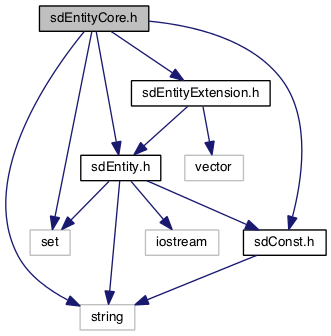 sdEntityCore.h
sdEntityExtension.h
sdEntity.h
vector
set
iostream
sdConst.h
string